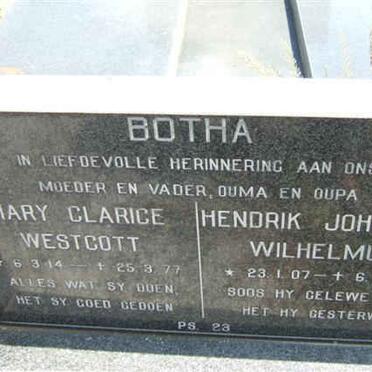 BOTHA
IN LIEFDEVOLLE HERINNERING AAN ONS
MOEDER EN VADER, OUMA EN OUPA
MARY CLARICE
WESTCOTT
* 6.3.14 — + 25.3.77
ALLES WAT SY DOEN,
HET SY GOED GEDOEN
HENDRIK JOH
WILHELMU
* 23.1.07 — + 6.
SOOS HY GELEWE
HET HY GESTERW
PS. 23